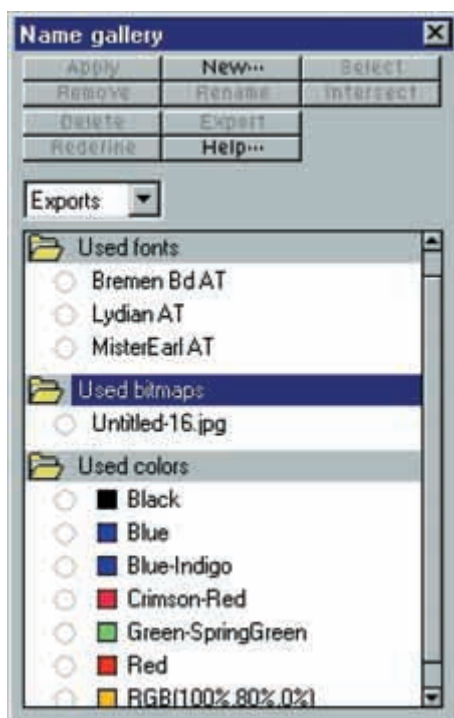 Name gallery
Apply New... Select
Remove Rename Intersect
Delete Export
Redefine Help...
Exports
Used fonts
Bremen Bd AT
Lydian AT
MisterEarl AT
Used bitmaps
Untitled-16.jpg
Used colors
Black
Blue
Blue-Indigo
Crimson-Red
Green-SpringGreen
Red
RGB(100%,80%,0%)